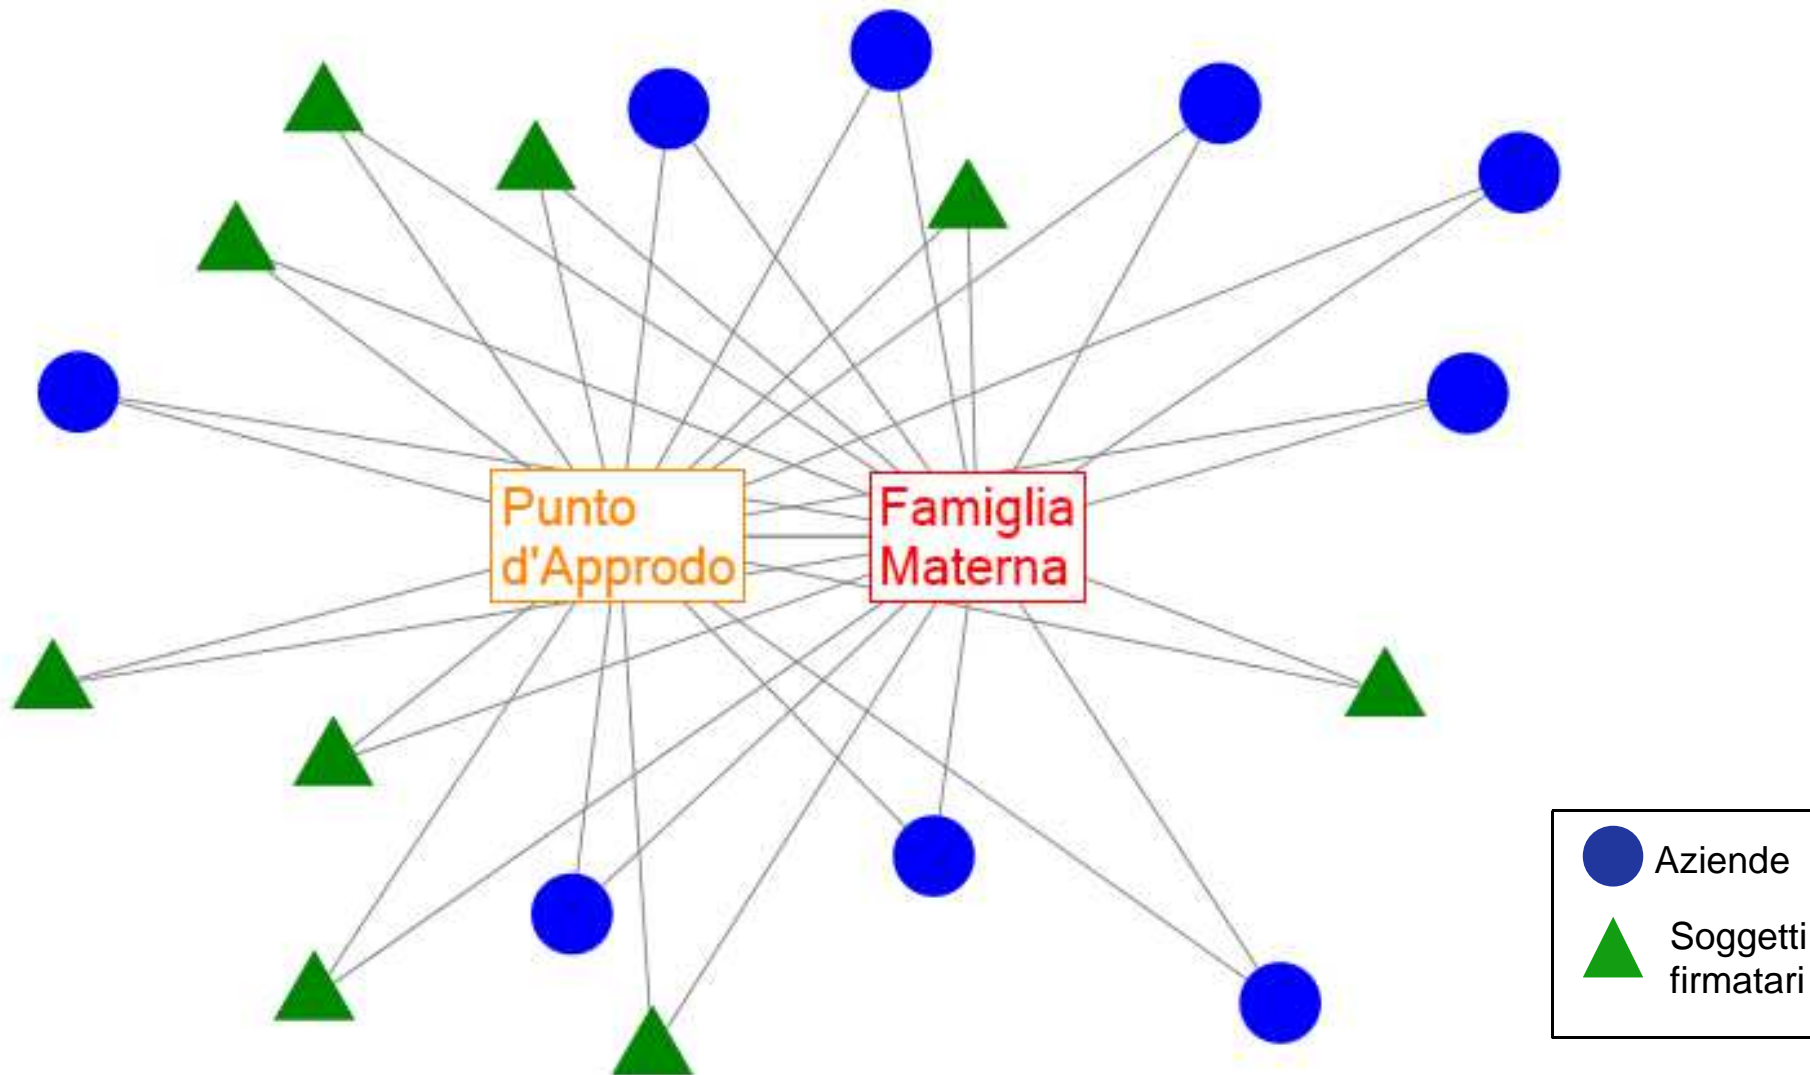 Punto
d'Approdo
Famiglia
Materna
Aziende
Soggetti
firmatari